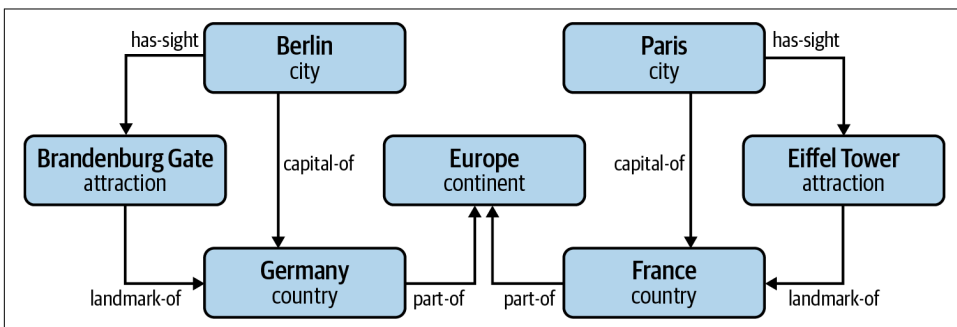 has-sight
Berlin
city
Paris
city
has-sight
Brandenburg Gate
attraction
capital-of
Europe
continent
capital-of
Eiffel Tower
attraction
landmark-of
Germany
country
part-of
part-of
France
country
landmark-of